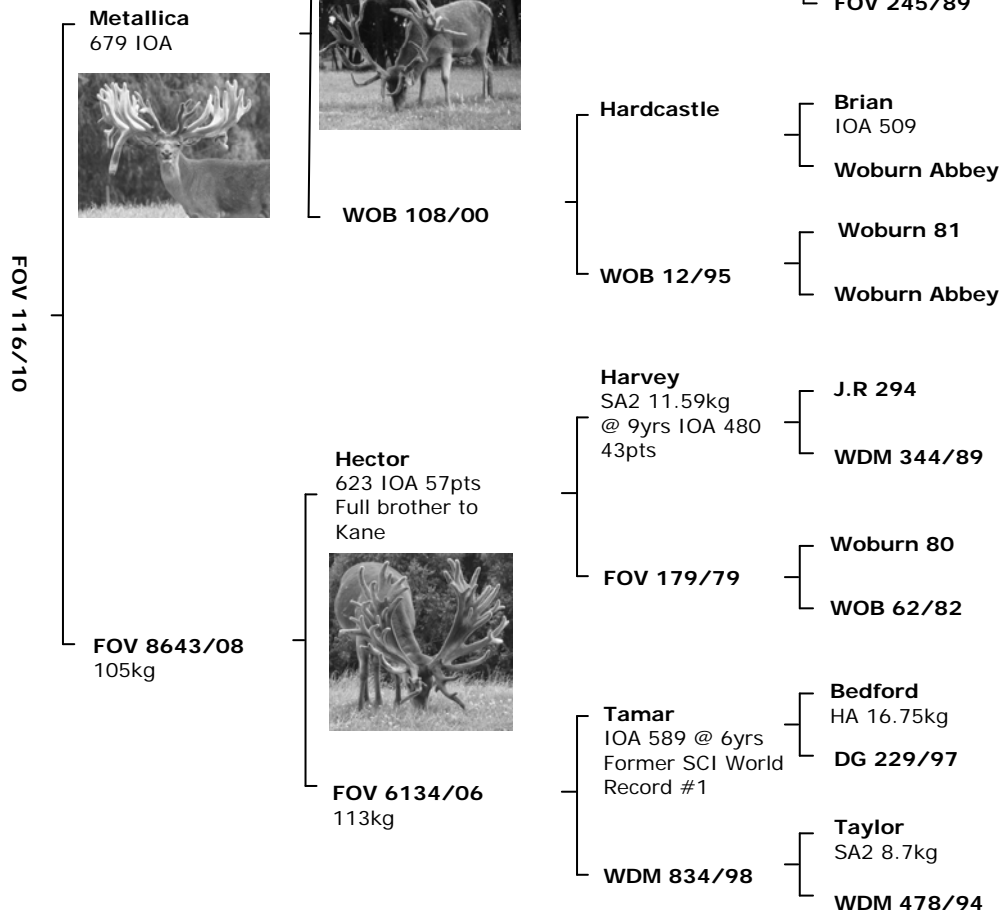 FOV 245/89
Metallica
679 IOA
WOB 108/00
Hardcastle
Brian
IOA 509
Woburn Abbey
WOB 12/95
Woburn 81
Woburn Abbey
FOV 116/10
Harvey
SA2 11.59kg
@ 9yrs IOA 480
43pts
J.R 294
WDM 344/89
Hector
623 IOA 57pts
Full brother to
Kane
FOV 179/79
Woburn 80
WOB 62/82
FOV 8643/08
105kg
Tamar
IOA 589 @ 6yrs
Former SCI World
Record #1
Bedford
HA 16.75kg
DG 229/97
FOV 6134/06
113kg
WDM 834/98
Taylor
SA2 8.7kg
WDM 478/94